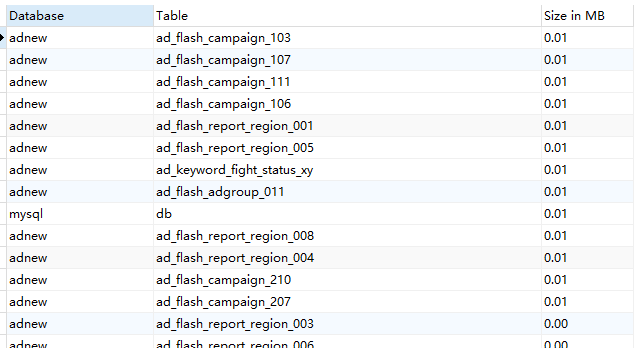 Database Table Size in MB
adnew ad_flash_campaign_103 0.01
adnew ad_flash_campaign_107 0.01
adnew ad_flash_campaign_111 0.01
adnew ad_flash_campaign_106 0.01
adnew ad_flash_report_region_001 0.01
adnew ad_flash_report_region_005 0.01
adnew ad_keyword_fight_status_xy 0.01
adnew ad_flash_adgroup_011 0.01
mysql db 0.01
adnew ad_flash_report_region_008 0.01
adnew ad_flash_report_region_004 0.01
adnew ad_flash_campaign_210 0.01
adnew ad_flash_campaign_207 0.01
adnew ad_flash_report_region_003 0.00
adnew ad_flash_report_region_006 0.00